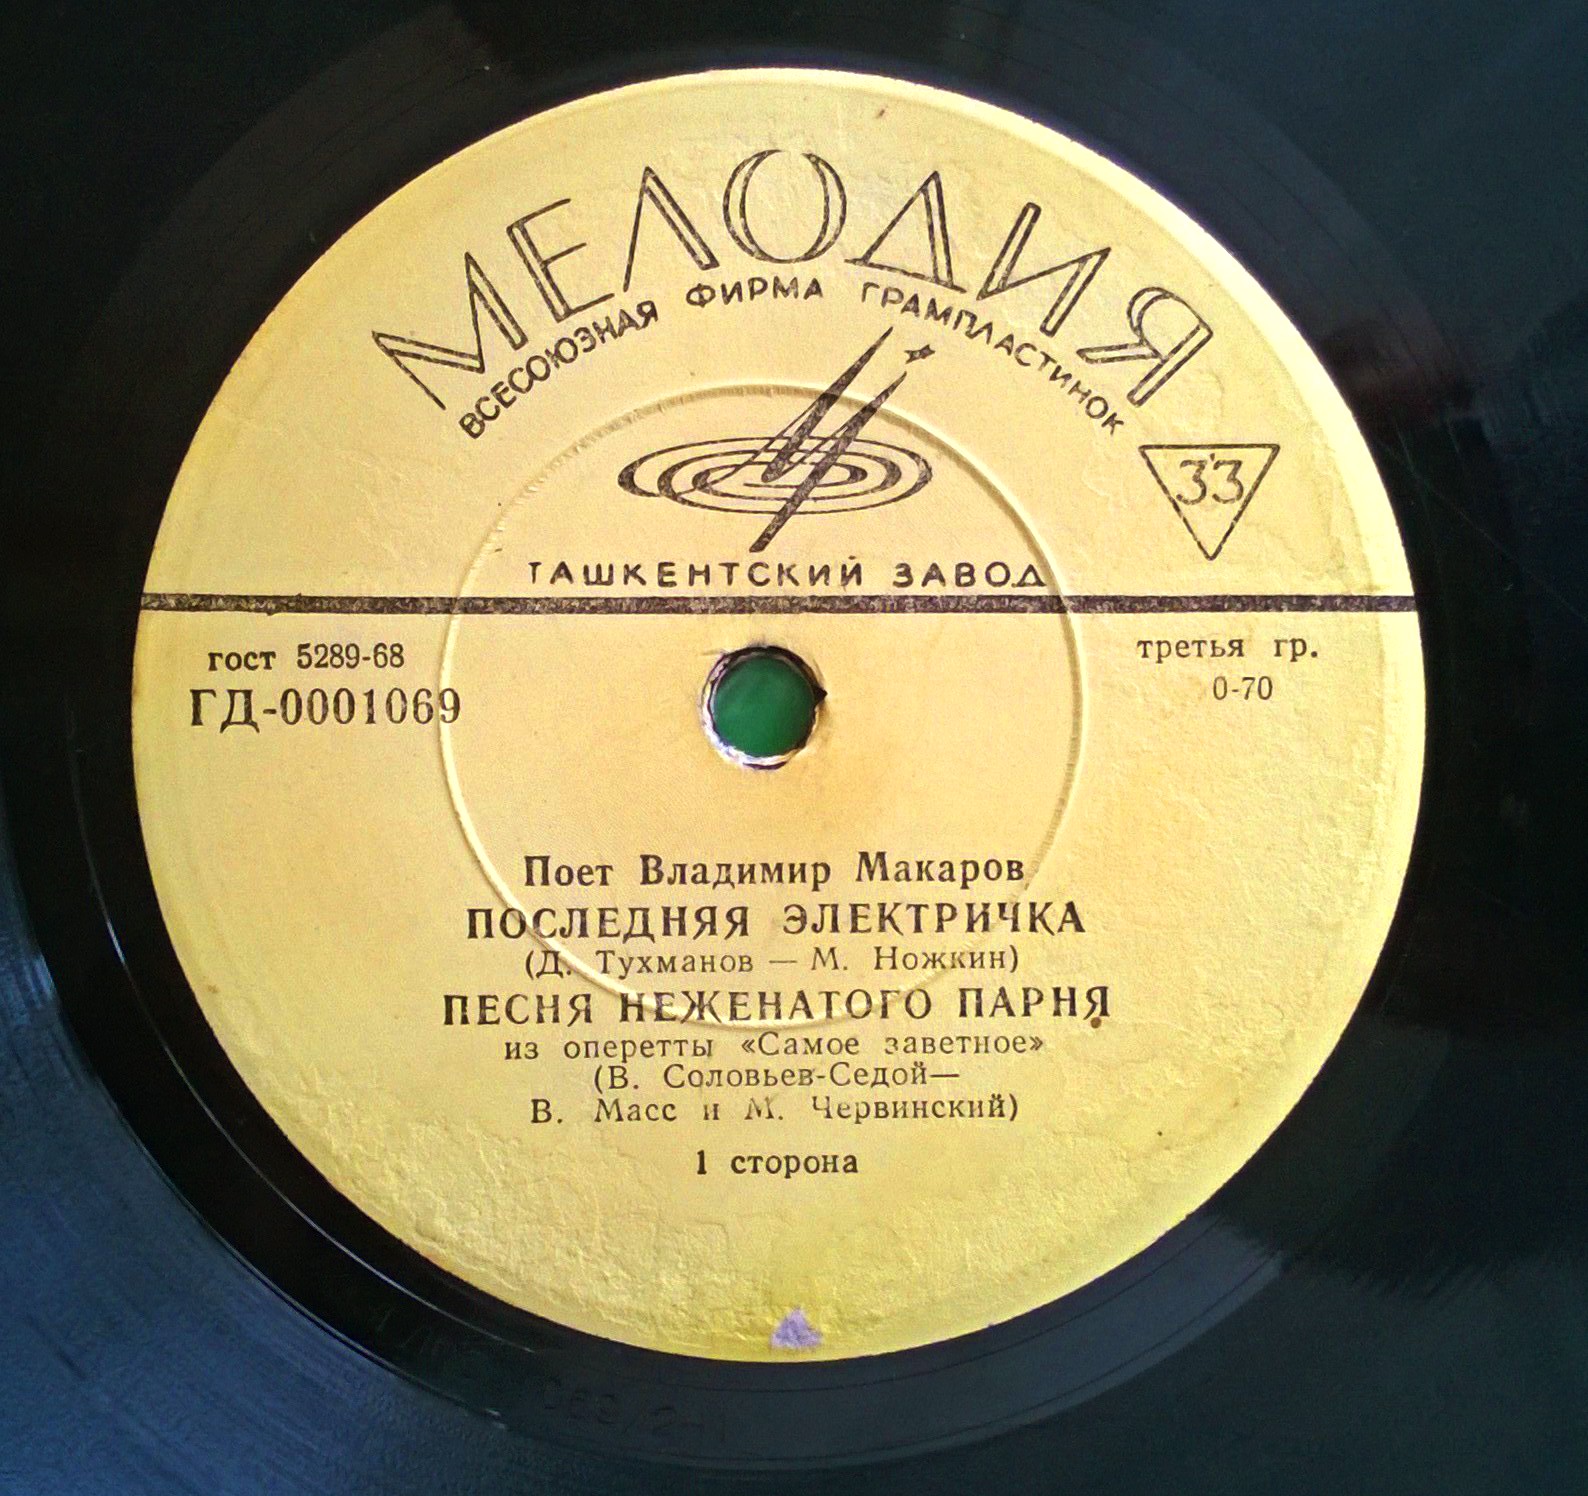 МЕЛОДИЯ
ВСЕСОЮЗНАЯ ФИРМА ГРАМПЛАСТИНОК
33
ТАШКЕНТСКИЙ ЗАВОД
гост 5289-68
ГД-0001069
третья гр.
0-70
Поет Владимир Макаров
ПОСЛЕДНЯЯ ЭЛЕКТРИЧКА
(Д. Тухманов — М. Ножкин)
ПЕСНЯ НЕЖЕНАТОГО ПАРНЯ
из оперетты «Самое заветное»
(В. Соловьев-Седой—
В. Масс и М. Червинский)
1 сторона